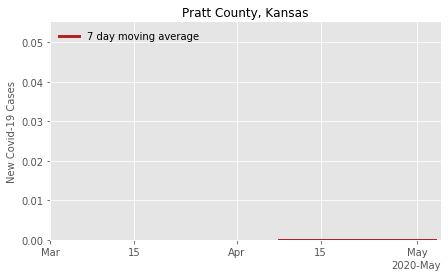 Pratt County, Kansas
7 day moving average
New Covid-19 Cases
0.05
0.04
0.03
0.02
0.01
0.00
Mar 15 Apr 15 May
2020-May